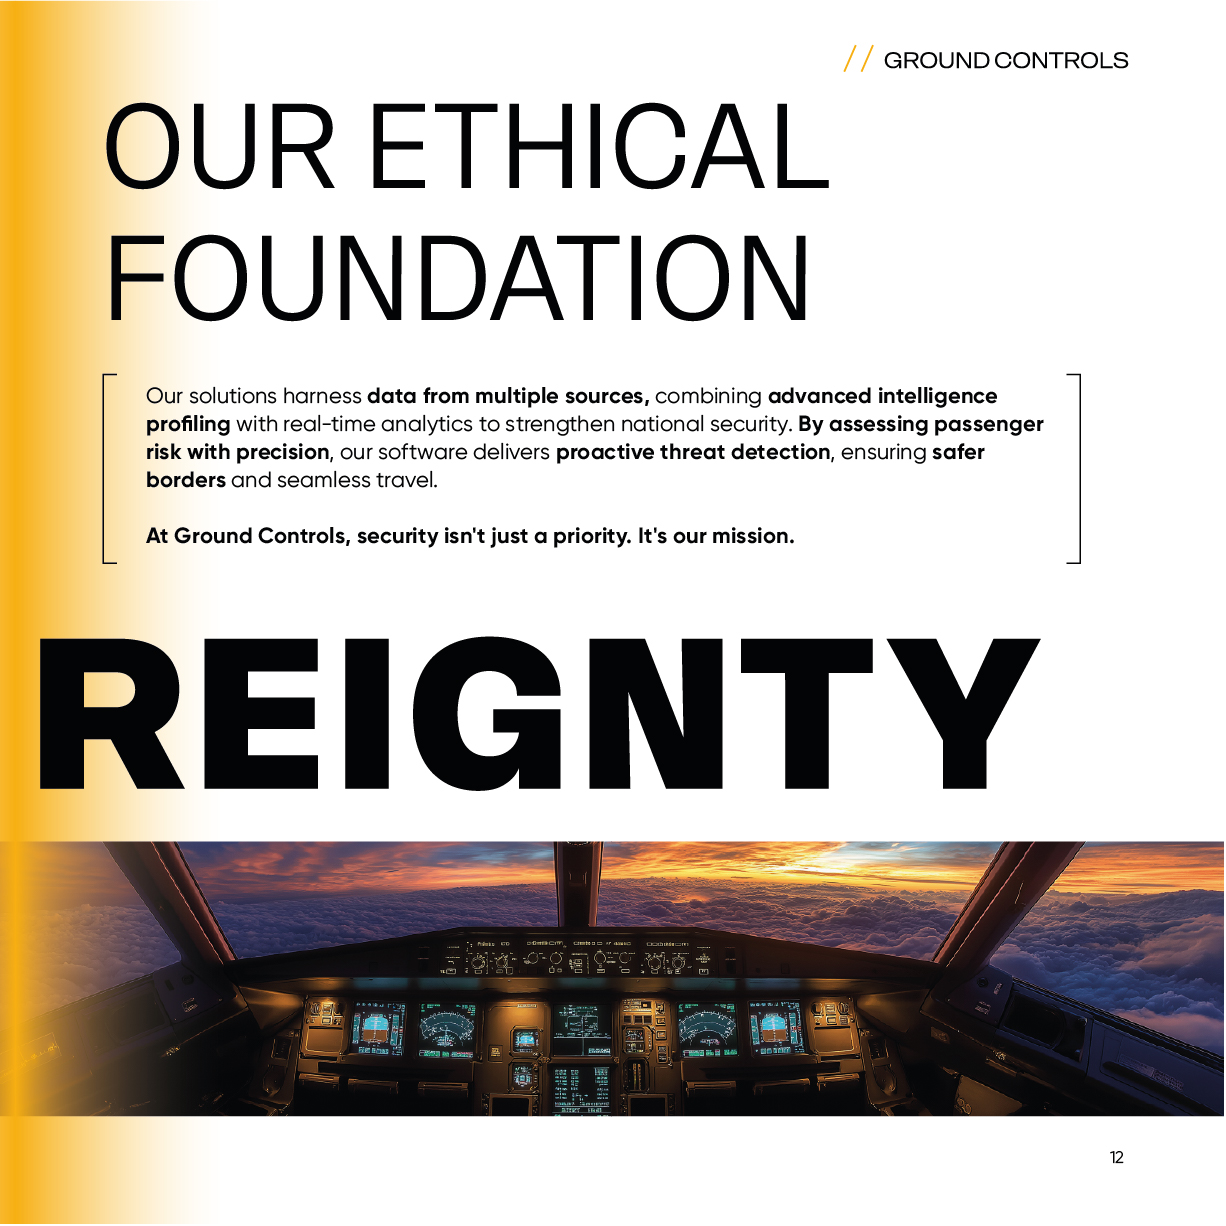 // GROUND CONTROLS
OUR ETHICAL
FOUNDATION
Our solutions harness data from multiple sources, combining advanced intelligence
profiling with real-time analytics to strengthen national security. By assessing passenger
risk with precision, our software delivers proactive threat detection, ensuring safer
borders and seamless travel.
At Ground Controls, security isn't just a priority. It's our mission.
REIGNTY
12